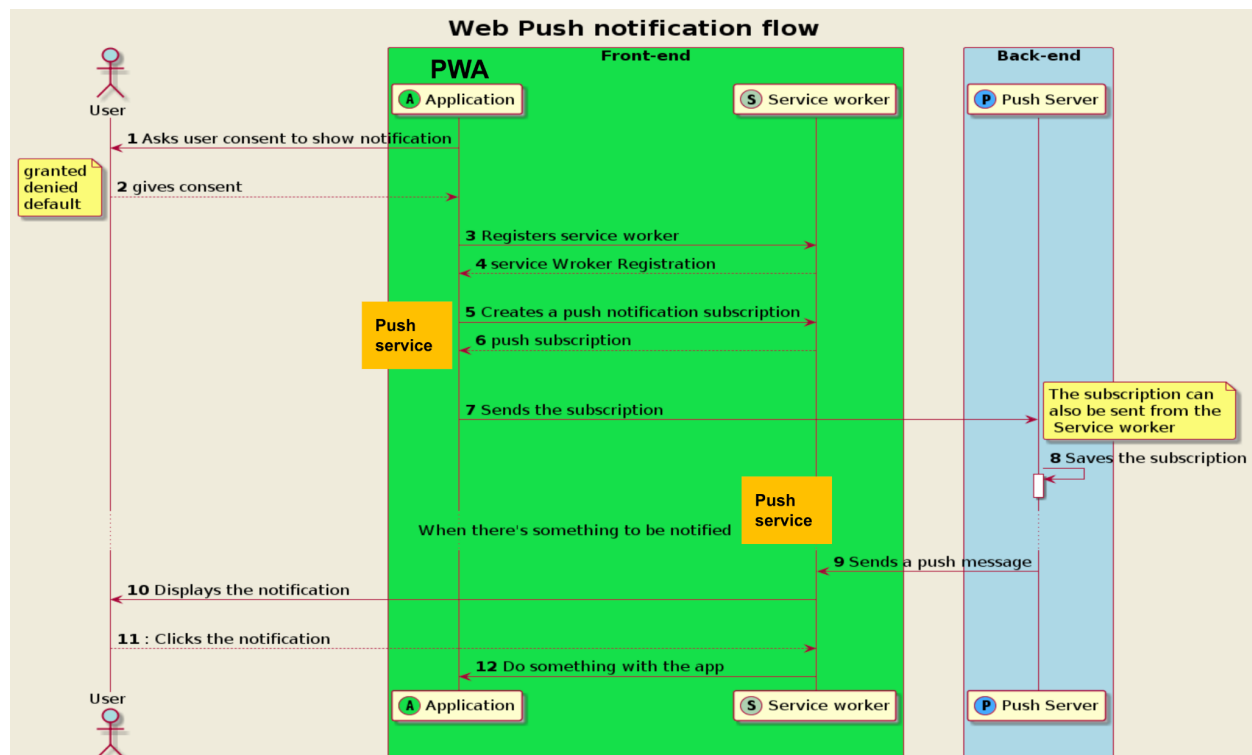 Web Push notification flow
Front-end
Back-end
PWA
User
A Application
S Service worker
P Push Server
1 Asks user consent to show notification
granted
denied
default
2 gives consent
3 Registers service worker
4 service Wroker Registration
Push
service
5 Creates a push notification subscription
6 push subscription
7 Sends the subscription
The subscription can
also be sent from the
Service worker
8 Saves the subscription
Push
service
When there's something to be notified
9 Sends a push message
10 Displays the notification
11 : Clicks the notification
12 Do something with the app
User
A Application
S Service worker
P Push Server